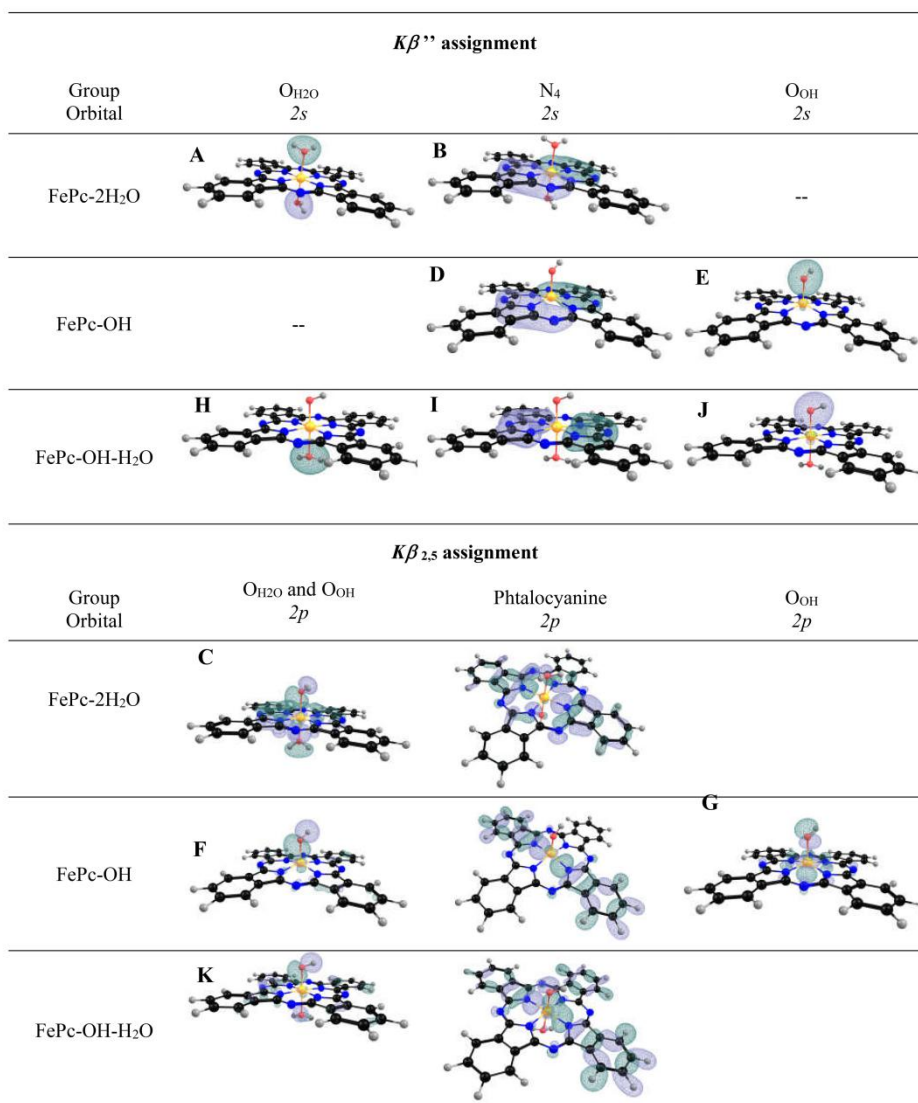 Kβ'' assignment
Group OH2O N4 OOH
Orbital 2s 2s 2s
A B
FePc-2H2O --
D E
FePc-OH --
H I J
FePc-OH-H2O
Kβ2,5 assignment
Group OH2O and OOH Phtalocyanine OOH
Orbital 2p 2p 2p
C
FePc-2H2O
G
F
FePc-OH
K
FePc-OH-H2O